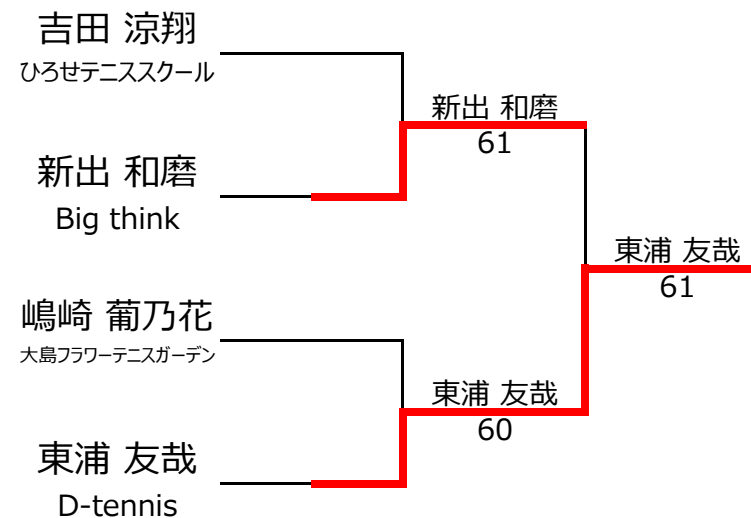 吉田 涼翔
ひろせテニススクール
新出 和磨
61
新出 和磨
Big think
東浦 友哉
61
嶋崎 葡乃花
大島フラワーテニスガーデン
東浦 友哉
60
東浦 友哉
D-tennis